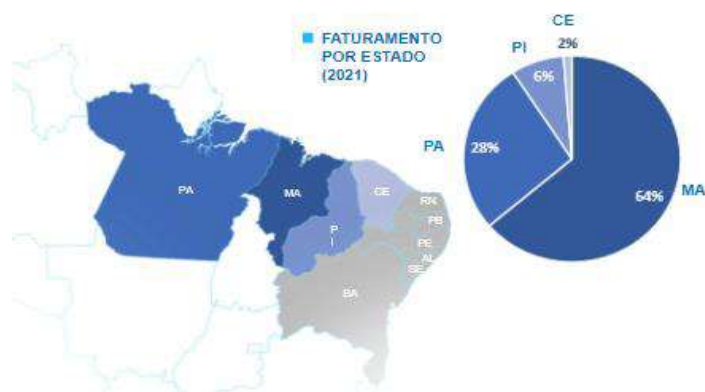 FATURAMENTO
POR ESTADO
(2021)
CE
2%
PI
6%
PA
28%
MA
64%
PA
MA
CE
P
I
RN
PB
PE
AL
SE
BA